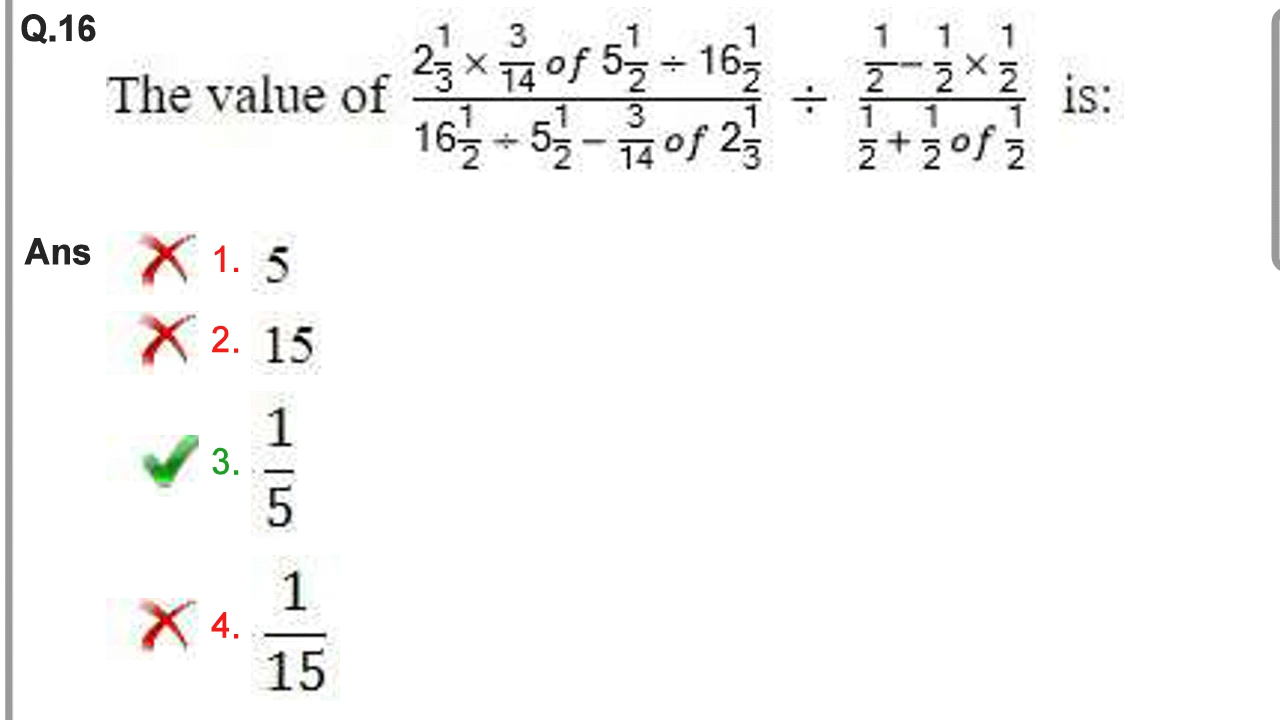 Q.16
The value of (2 1/3 × 3/14 of 5 1/2 ÷ 16 1/2)/(16 1/2 ÷ 5 1/2 − 3/14 of 2 1/3) ÷ (1/2 − 1/2 × 1/2)/(1/2 + 1/2 of 1/2) is:
Ans 1. 5
2. 15
3. 1/5
4. 1/15